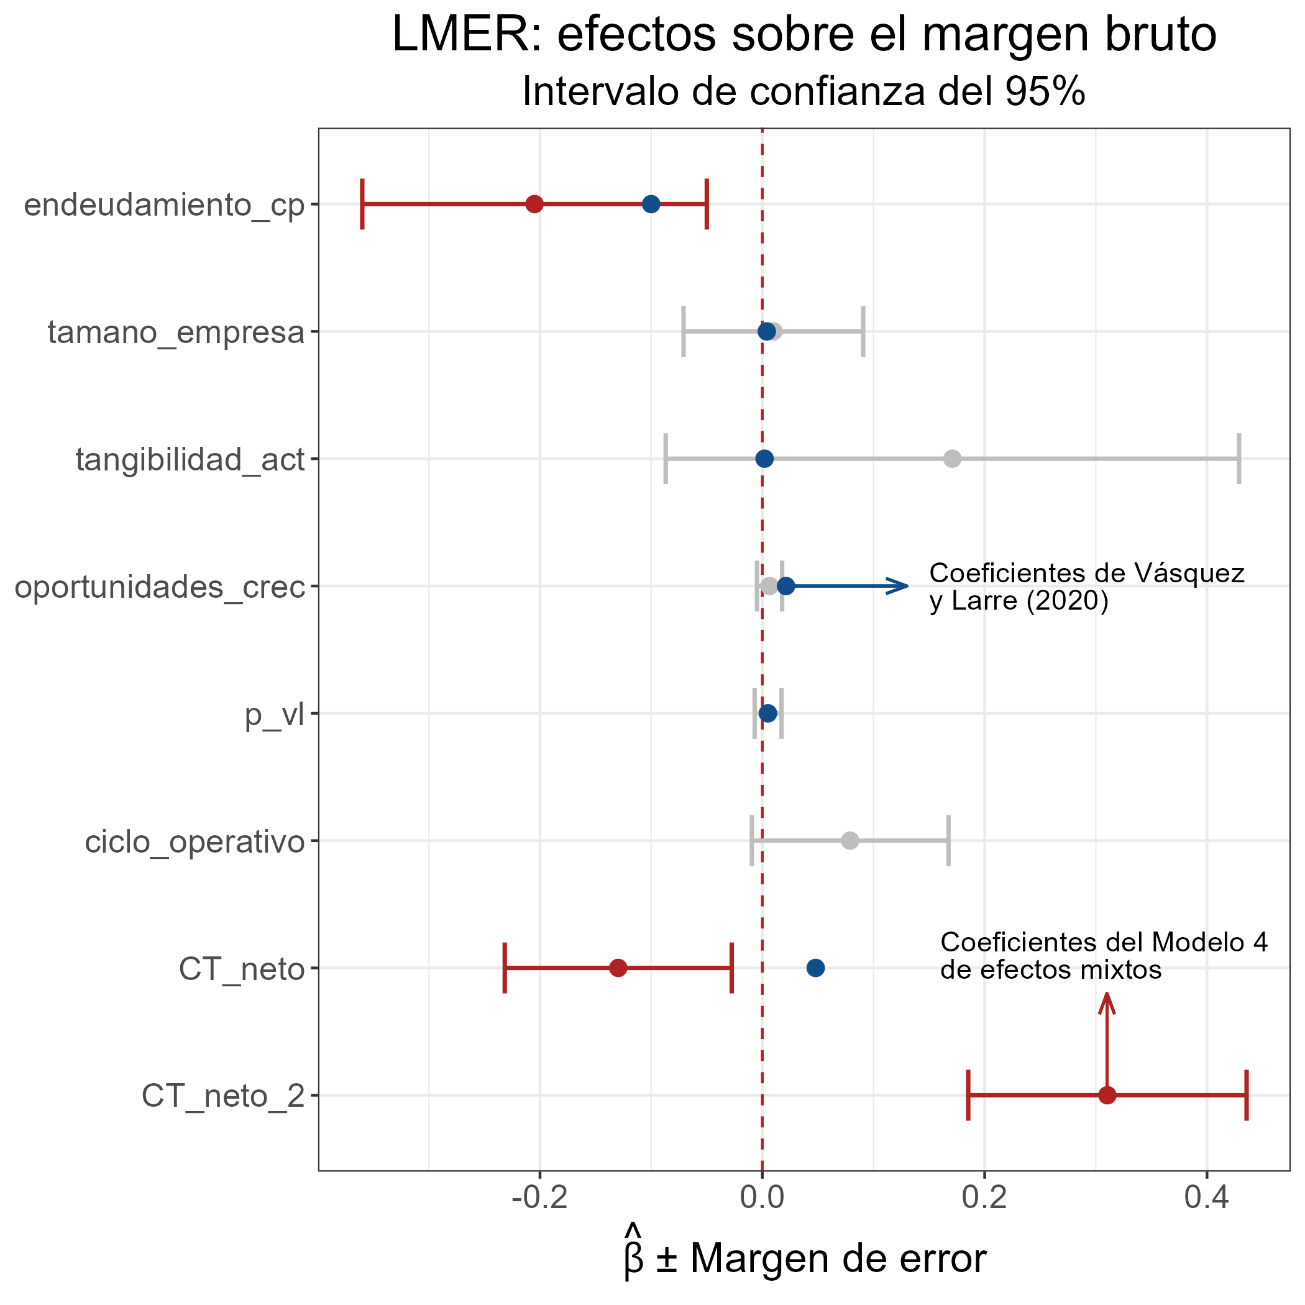 LMER: efectos sobre el margen bruto
Intervalo de confianza del 95%
endeudamiento_cp
tamano_empresa
tangibilidad_act
oportunidades_crec
Coeficientes de Vásquez
y Larre (2020)
p_vl
ciclo_operativo
CT_neto
Coeficientes del Modelo 4
de efectos mixtos
CT_neto_2
-0.2 0.0 0.2 0.4
β̂ ± Margen de error